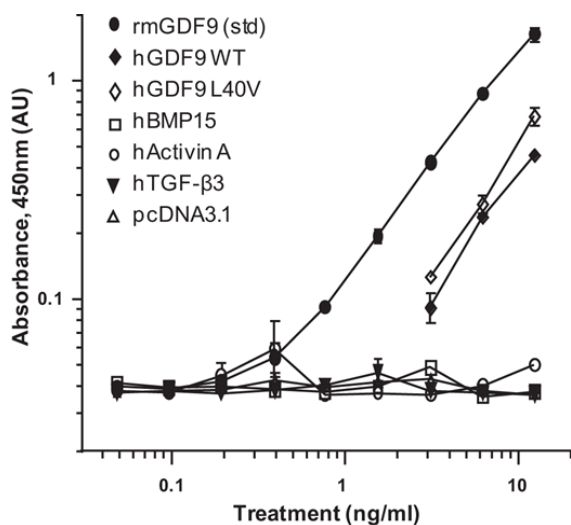 rmGDF9 (std)
hGDF9 WT
hGDF9 L40V
hBMP15
hActivin A
hTGF-β3
pcDNA3.1
Absorbance, 450nm (AU)
1
0.1
0.1
1
10
Treatment (ng/ml)